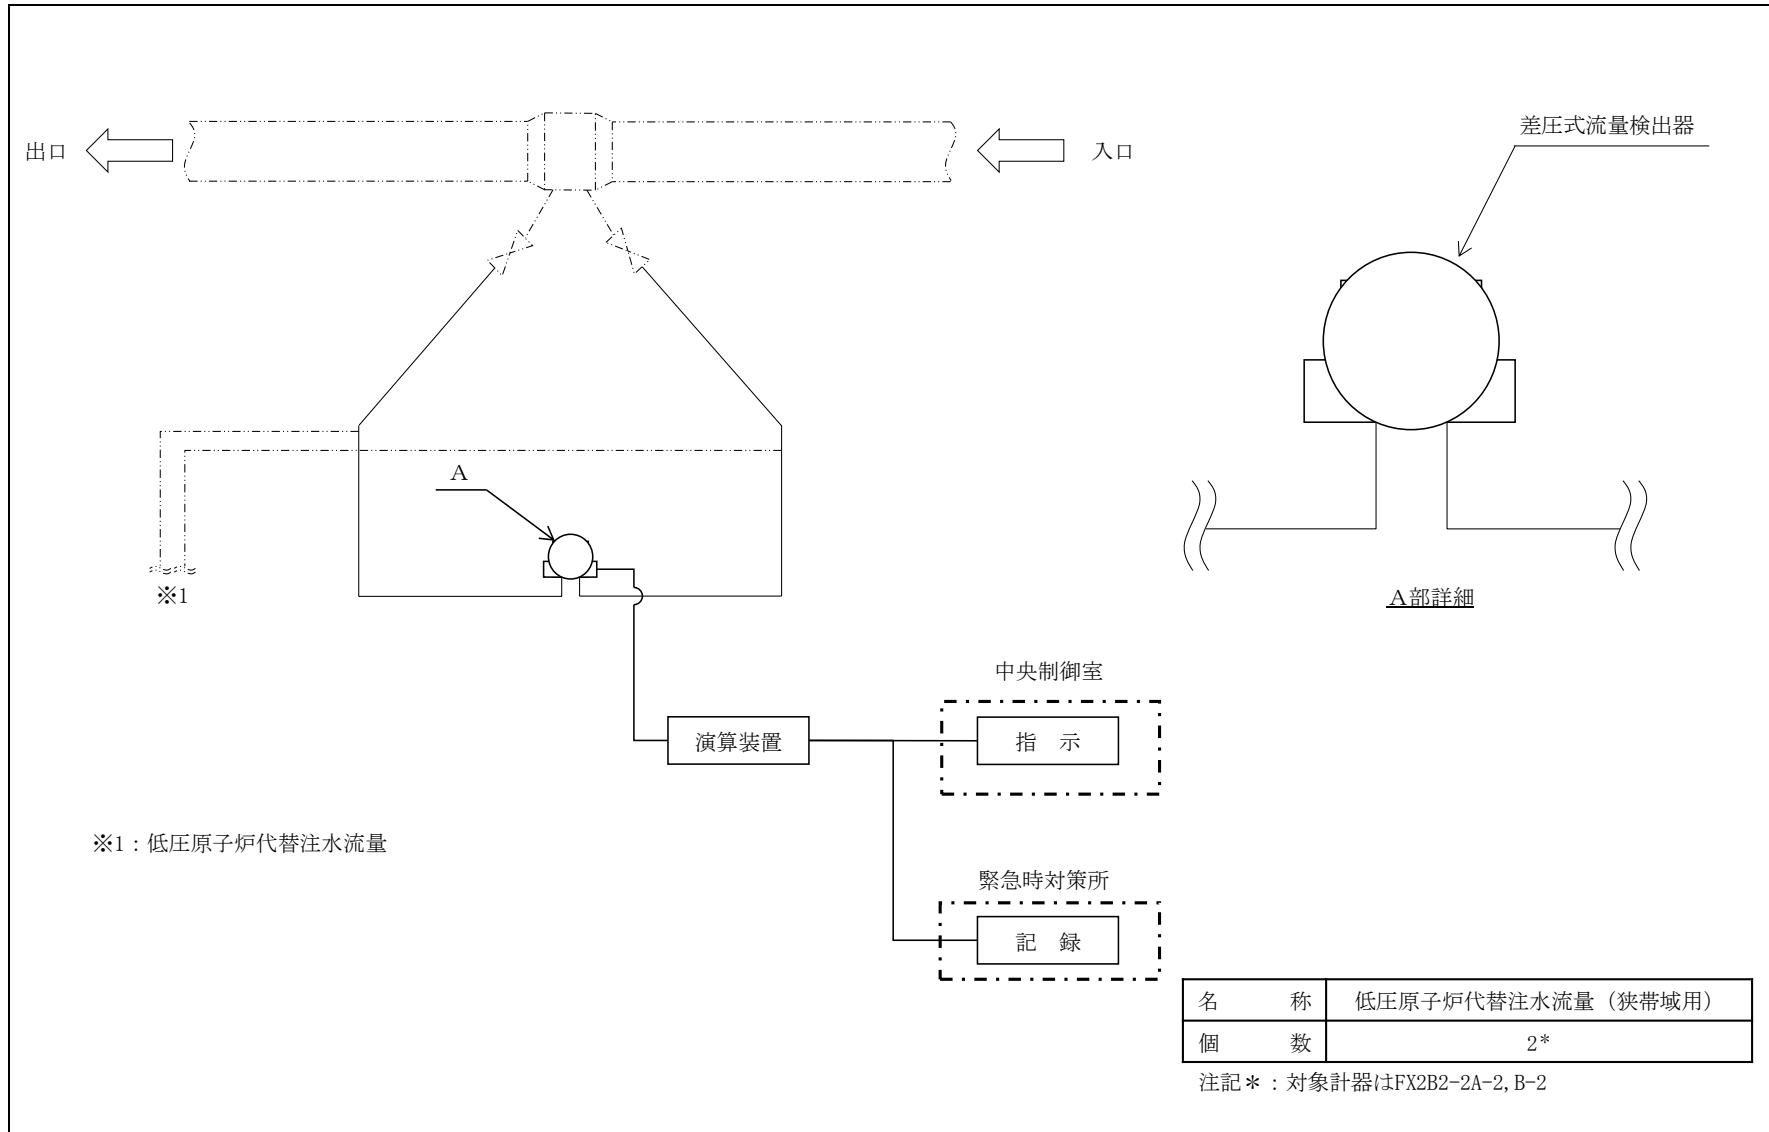 差圧式流量検出器
出口
入口
A
※1
A部詳細
中央制御室
演算装置
指 示
※1：低圧原子炉代替注水流量
緊急時対策所
記 録
名 称 低圧原子炉代替注水流量（狭帯域用）
個 数 2*
注記＊：対象計器はFX2B2-2A-2, B-2